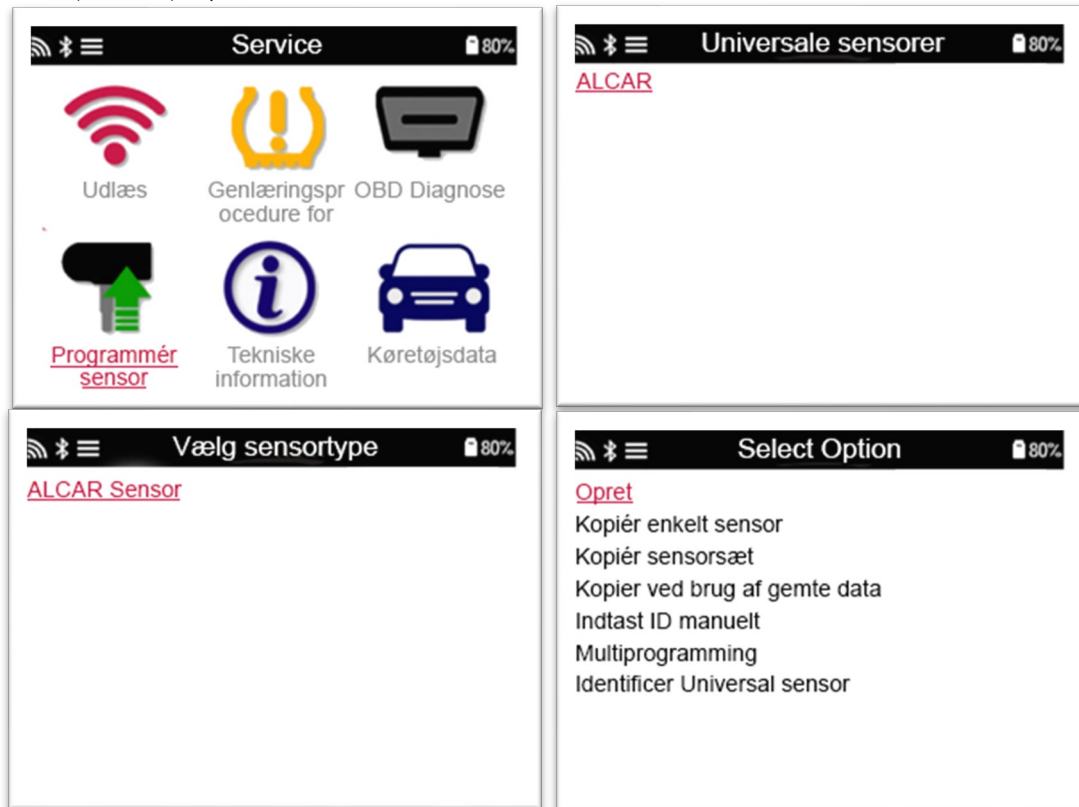 Service
80%
Udlæs
Genlæringspr
ocedure for
OBD Diagnose
Programmér
sensor
Tekniske
information
Køretøjsdata
Universale sensorer
80%
ALCAR
Vælg sensortype
80%
ALCAR Sensor
Select Option
80%
Opret
Kopiér enkelt sensor
Kopiér sensorsæt
Kopier ved brug af gemte data
Indtast ID manuelt
Multiprogramming
Identificer Universal sensor